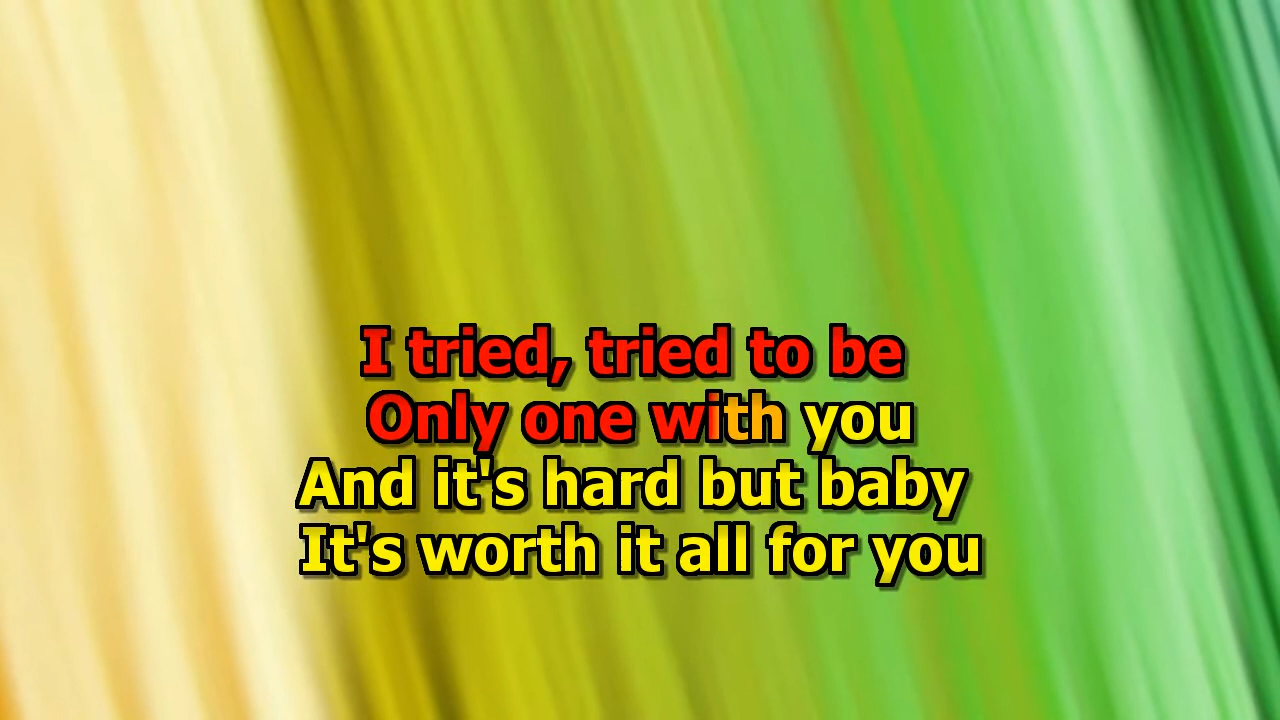 I tried, tried to be
Only one with you
And it's hard but baby
It's worth it all for you